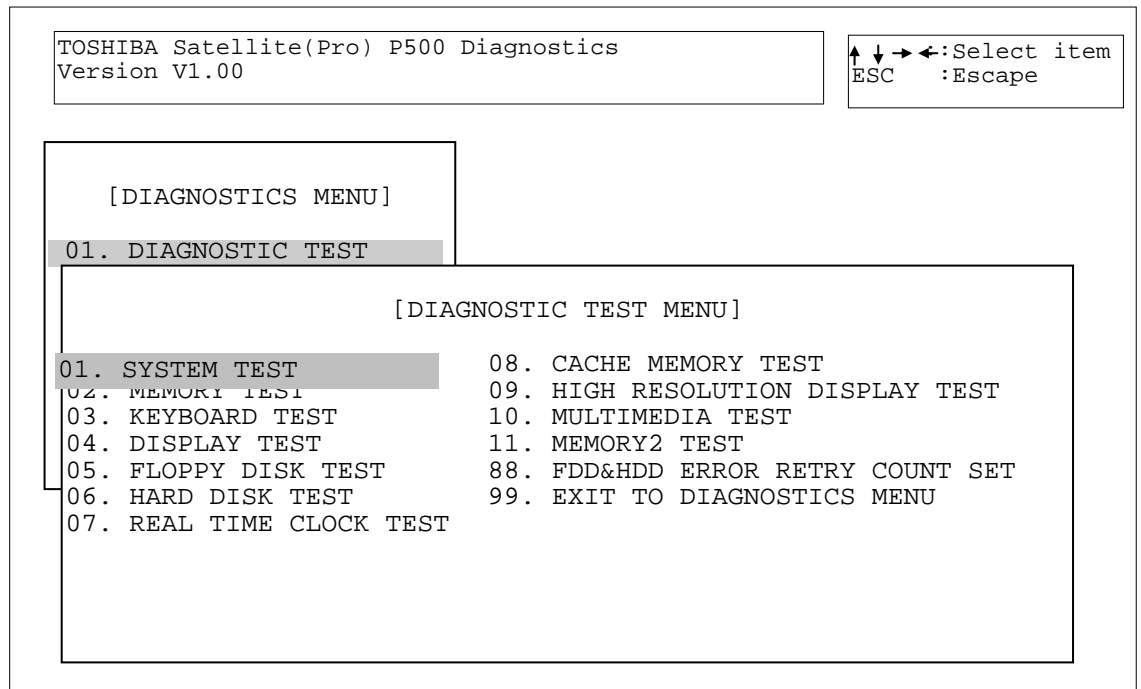 TOSHIBA Satellite(Pro) P500 Diagnostics
Version V1.00
↑ ↓ → ←:Select item
ESC :Escape
[DIAGNOSTICS MENU]
01. DIAGNOSTIC TEST
[DIAGNOSTIC TEST MENU]
01. SYSTEM TEST
02. MEMORY TEST
03. KEYBOARD TEST
04. DISPLAY TEST
05. FLOPPY DISK TEST
06. HARD DISK TEST
07. REAL TIME CLOCK TEST
08. CACHE MEMORY TEST
09. HIGH RESOLUTION DISPLAY TEST
10. MULTIMEDIA TEST
11. MEMORY2 TEST
88. FDD&HDD ERROR RETRY COUNT SET
99. EXIT TO DIAGNOSTICS MENU